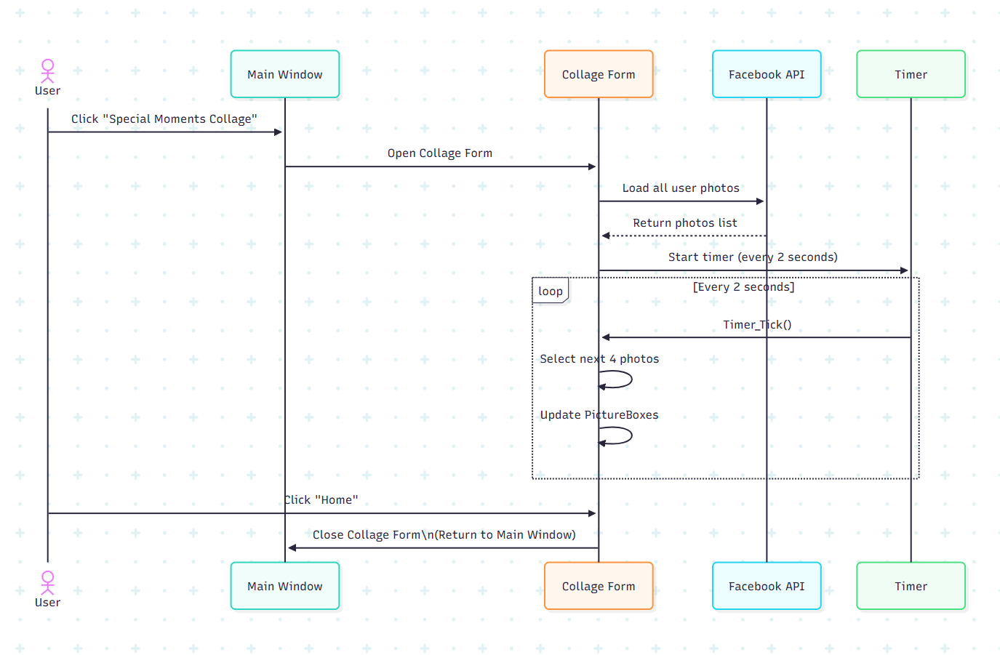 User
Main Window
Collage Form
Facebook API
Timer
Click "Special Moments Collage"
Open Collage Form
Load all user photos
Return photos list
Start timer (every 2 seconds)
loop
[Every 2 seconds]
Timer_Tick()
Select next 4 photos
Update PictureBoxes
Click "Home"
Close Collage Form\n(Return to Main Window)
User
Main Window
Collage Form
Facebook API
Timer